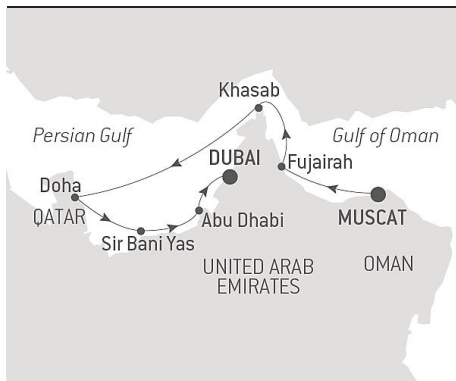 Khasab
Persian Gulf
Gulf of Oman
DUBAI
Fujairah
Doha
QATAR
Abu Dhabi
MUSCAT
Sir Bani Yas
UNITED ARAB
EMIRATES
OMAN